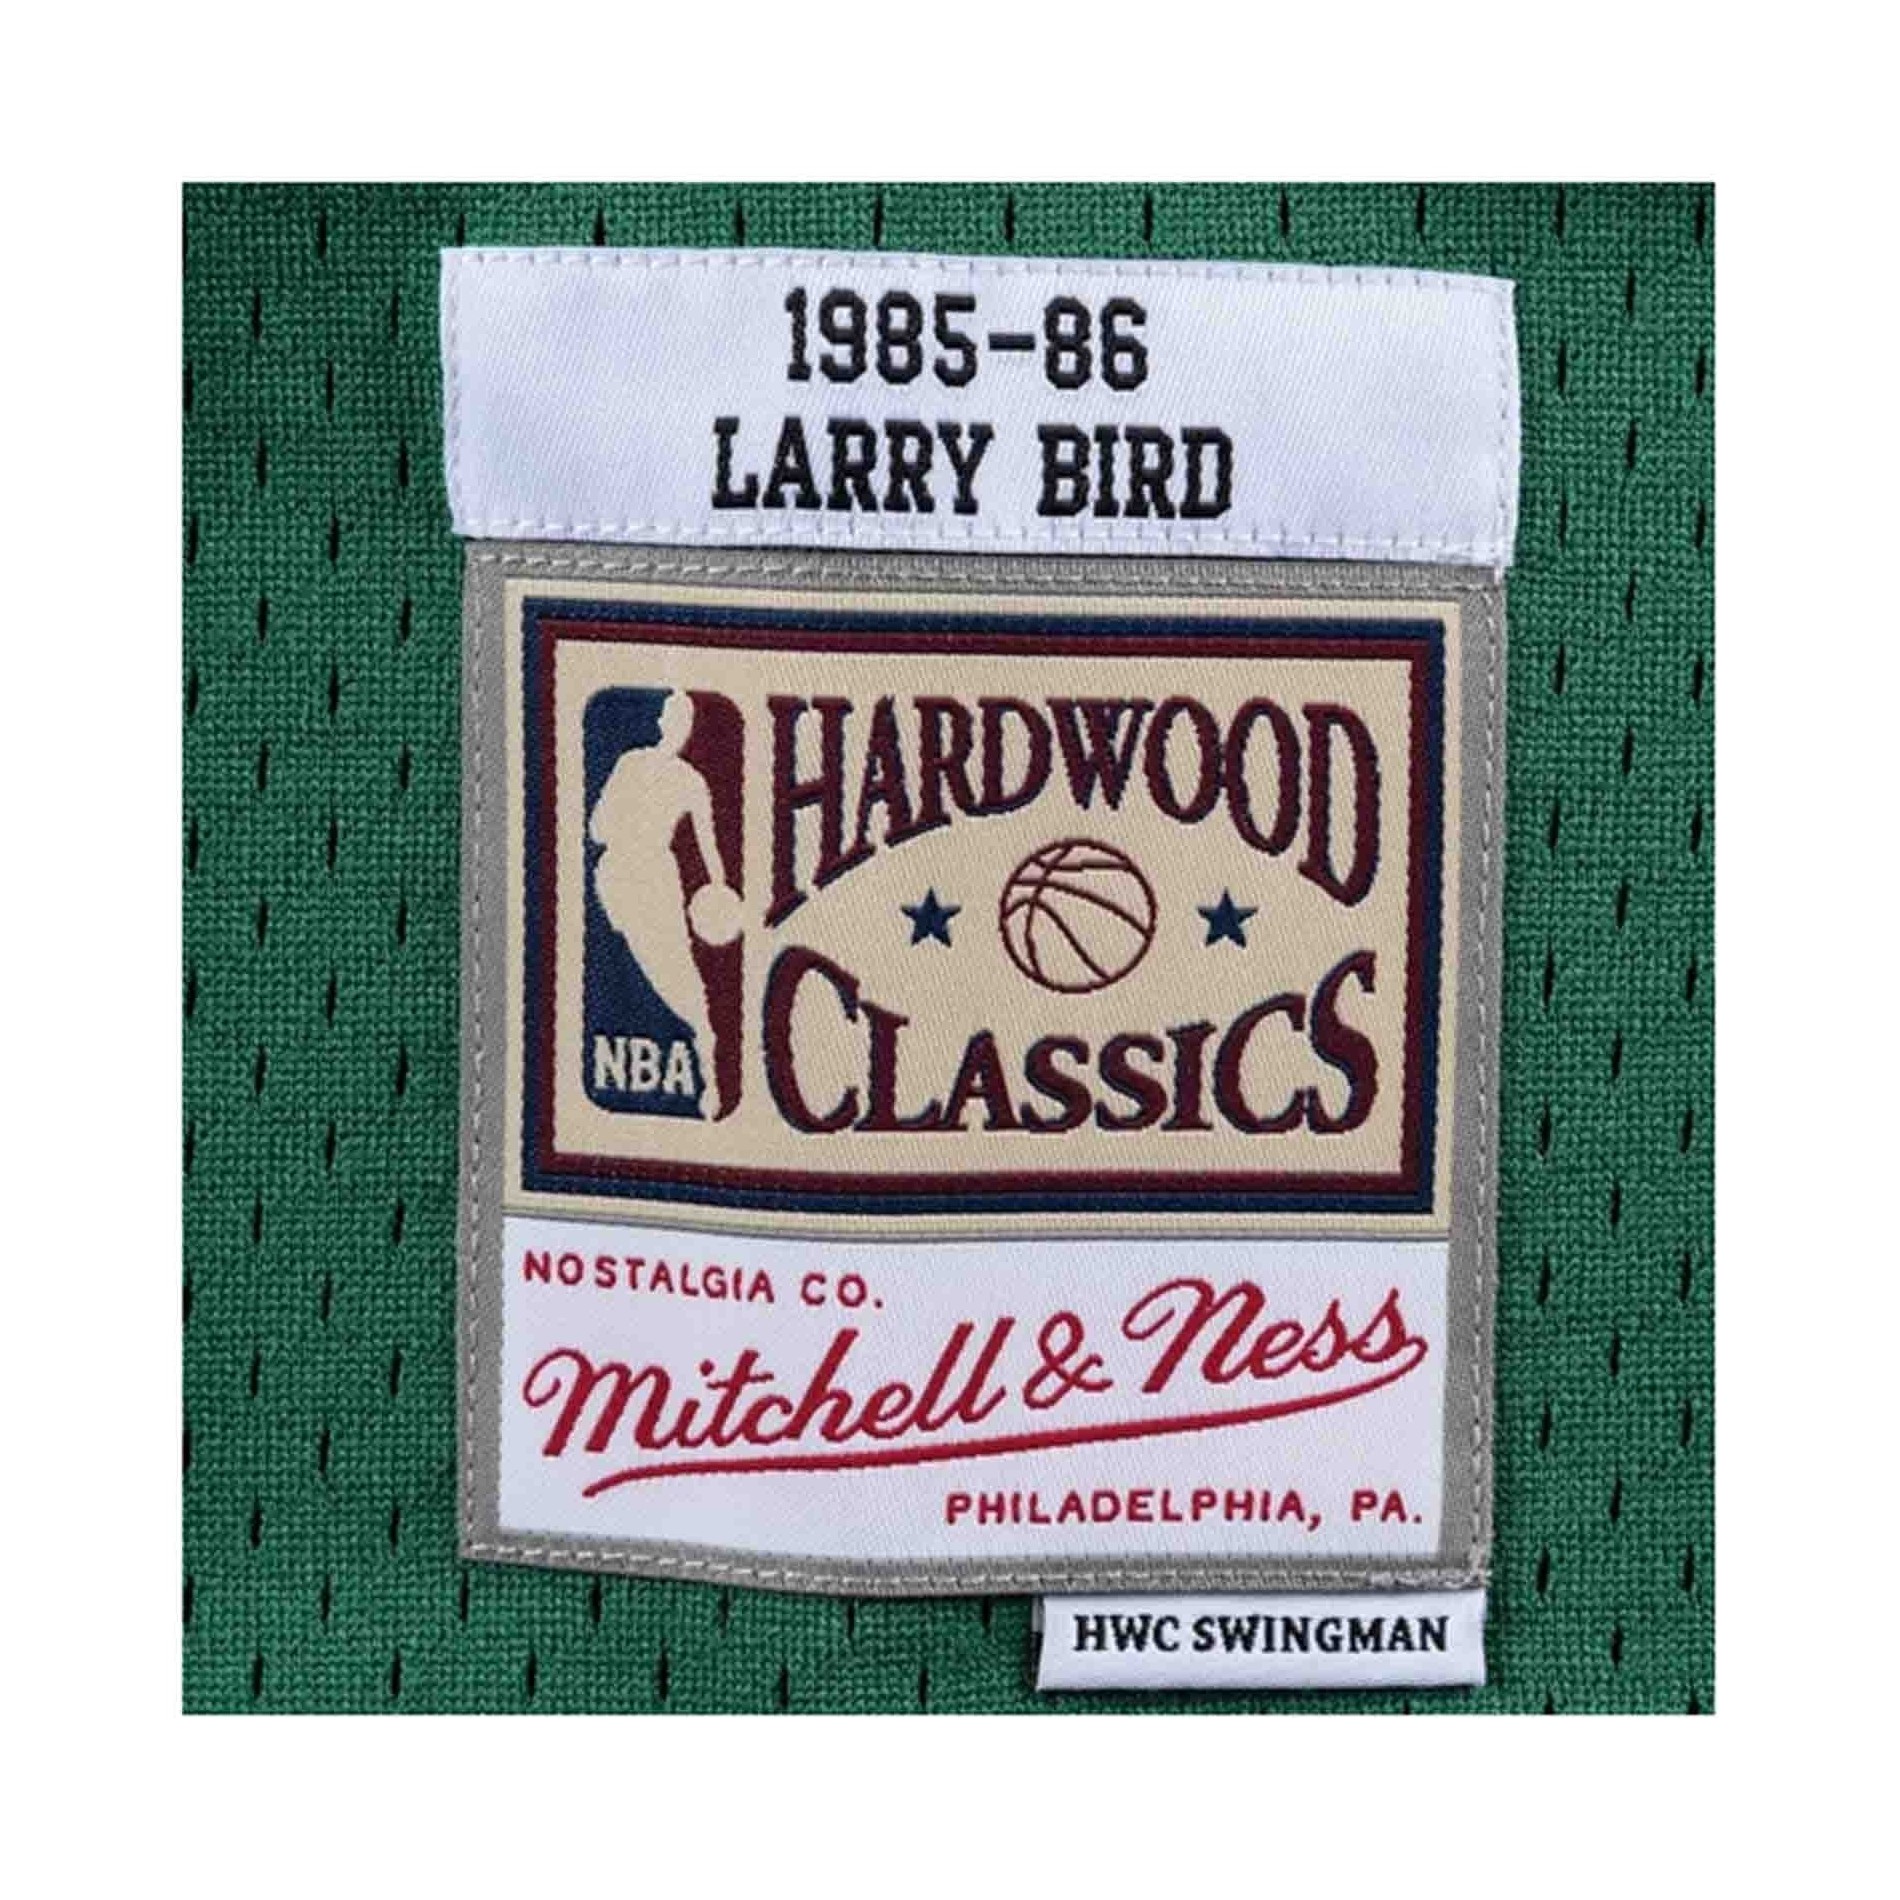 1985-86
LARRY BIRD
HARDWOOD
CLASSICS
NBA
NOSTALGIA CO.
Mitchell & Ness
PHILADELPHIA, PA.
HWC SWINGMAN